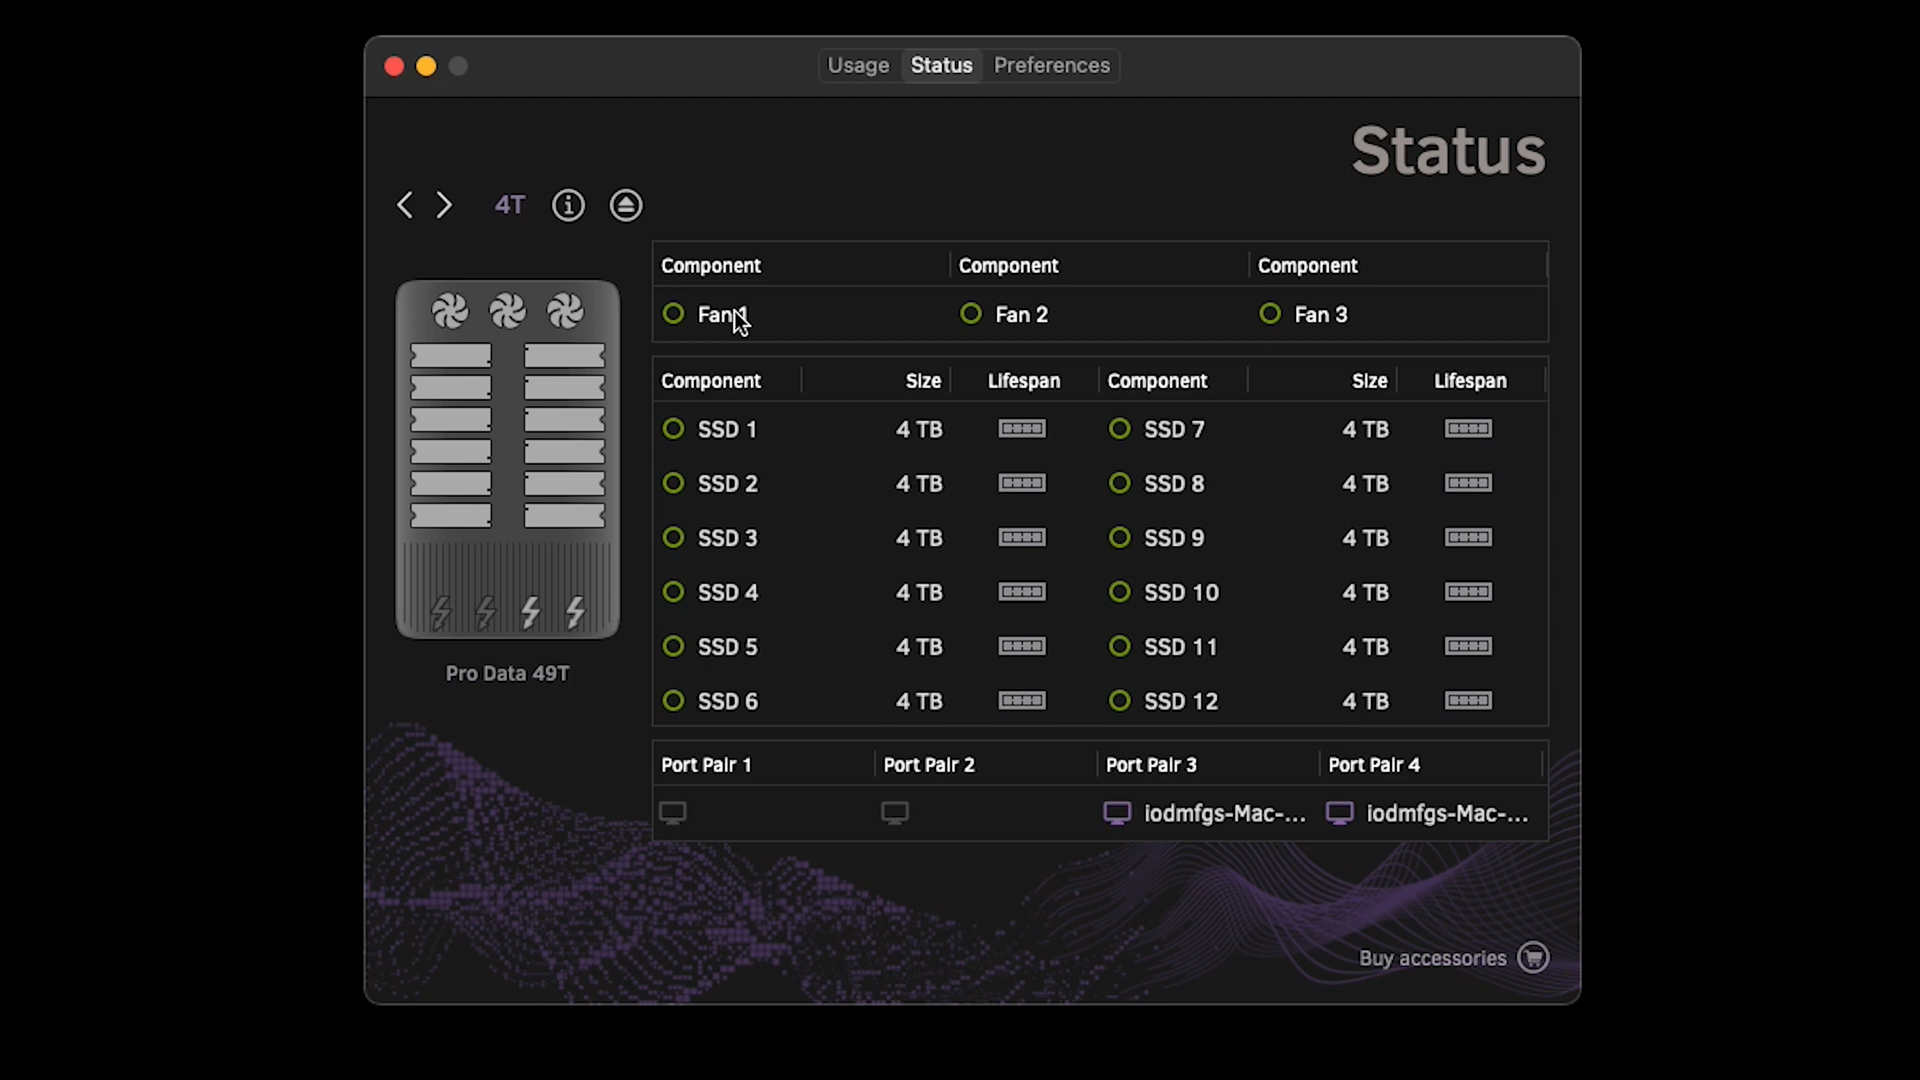 Usage Status Preferences
Status
4T
Component Component Component
Fan 1 Fan 2 Fan 3
Component Size Lifespan Component Size Lifespan
SSD 1 4 TB SSD 7 4 TB
SSD 2 4 TB SSD 8 4 TB
SSD 3 4 TB SSD 9 4 TB
SSD 4 4 TB SSD 10 4 TB
SSD 5 4 TB SSD 11 4 TB
SSD 6 4 TB SSD 12 4 TB
Pro Data 49T
Port Pair 1 Port Pair 2 Port Pair 3 Port Pair 4
iodmfgs-Mac-... iodmfgs-Mac-...
Buy accessories